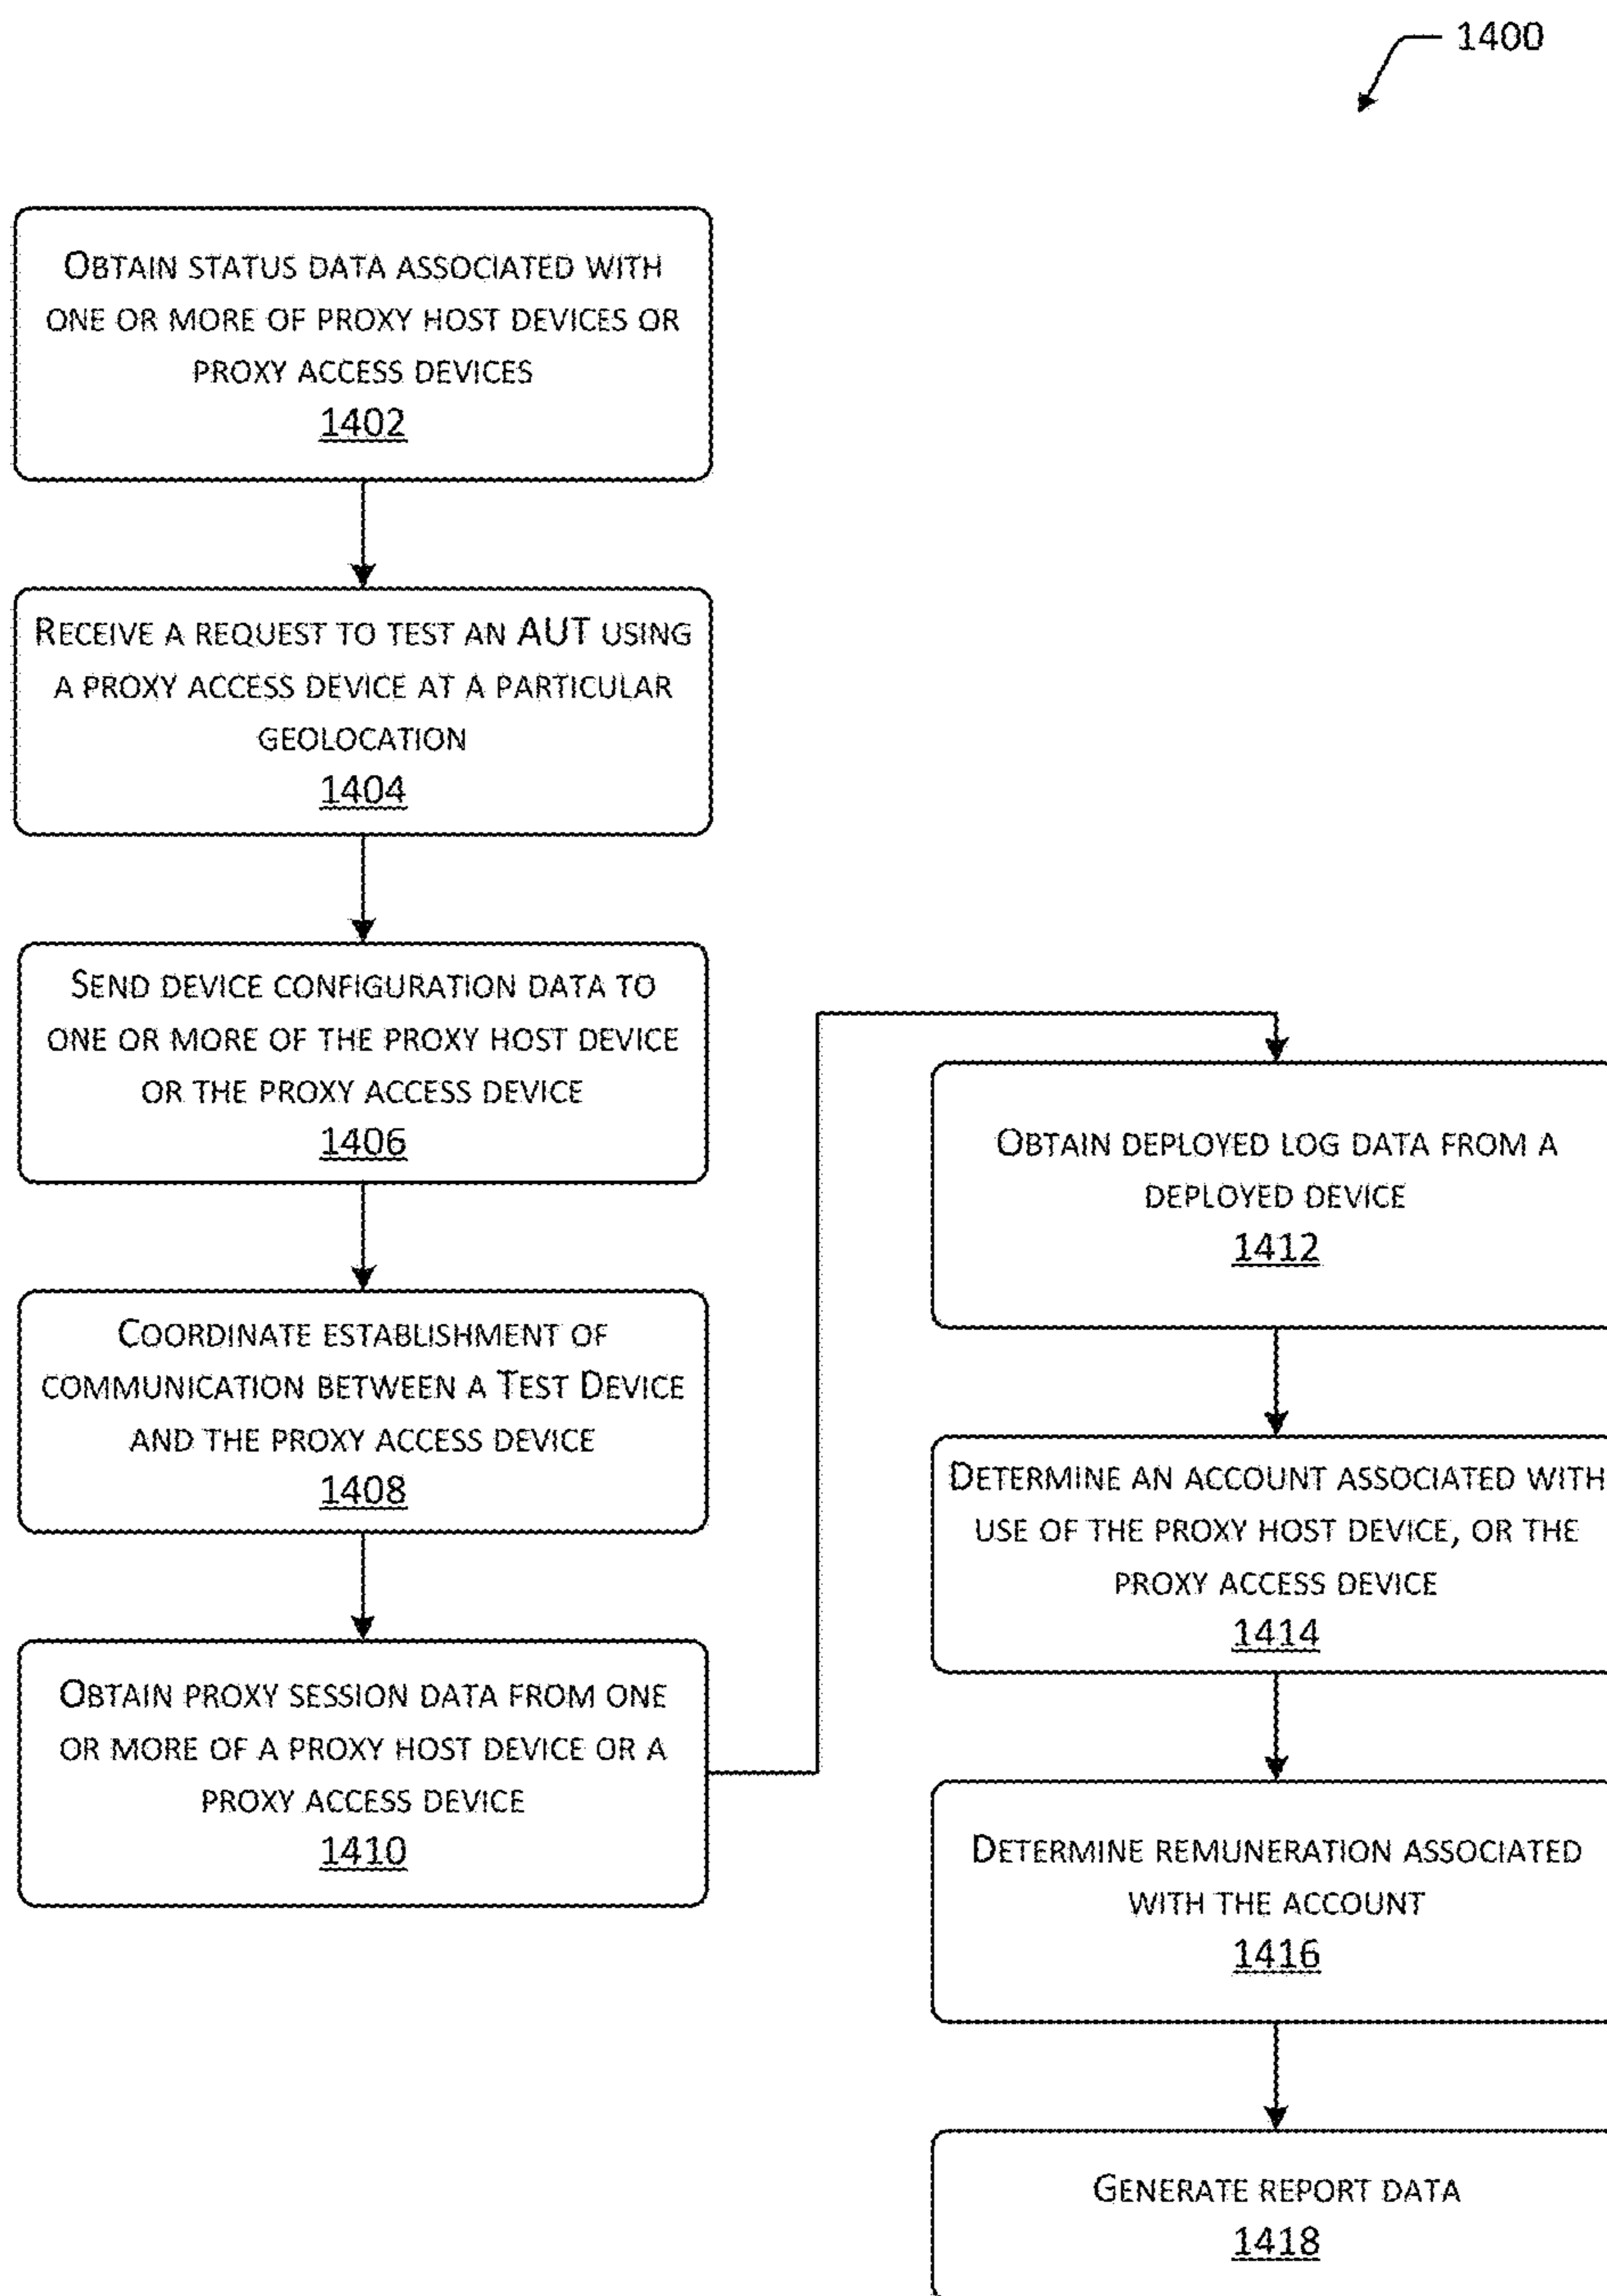 1400
OBTAIN STATUS DATA ASSOCIATED WITH
ONE OR MORE OF PROXY HOST DEVICES OR
PROXY ACCESS DEVICES
1402
RECEIVE A REQUEST TO TEST AN AUT USING
A PROXY ACCESS DEVICE AT A PARTICULAR
GEOLOCATION
1404
SEND DEVICE CONFIGURATION DATA TO
ONE OR MORE OF THE PROXY HOST DEVICE
OR THE PROXY ACCESS DEVICE
1406
COORDINATE ESTABLISHMENT OF
COMMUNICATION BETWEEN A TEST DEVICE
AND THE PROXY ACCESS DEVICE
1408
OBTAIN PROXY SESSION DATA FROM ONE
OR MORE OF A PROXY HOST DEVICE OR A
PROXY ACCESS DEVICE
1410
OBTAIN DEPLOYED LOG DATA FROM A
DEPLOYED DEVICE
1412
DETERMINE AN ACCOUNT ASSOCIATED WITH
USE OF THE PROXY HOST DEVICE, OR THE
PROXY ACCESS DEVICE
1414
DETERMINE REMUNERATION ASSOCIATED
WITH THE ACCOUNT
1416
GENERATE REPORT DATA
1418